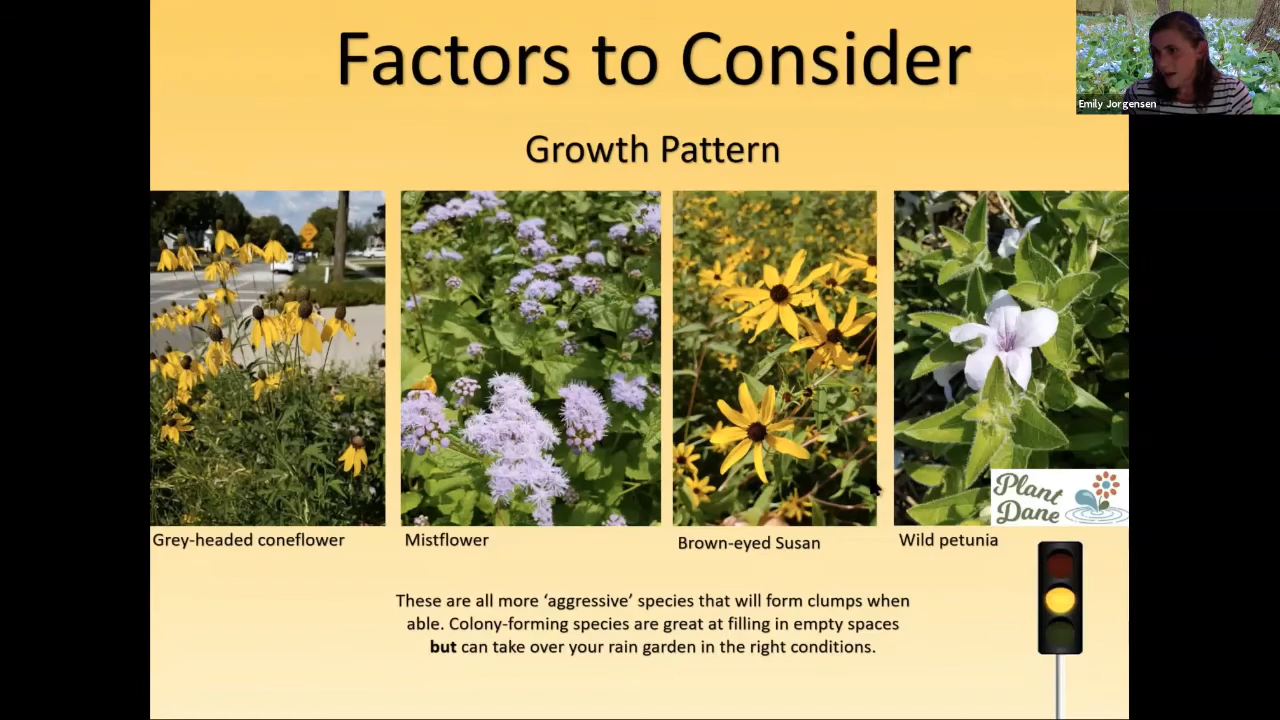 Factors to Consider
Emily Jorgensen
Growth Pattern
Plant
Dane
Grey-headed coneflower
Mistflower
Brown-eyed Susan
Wild petunia
These are all more ‘aggressive’ species that will form clumps when
able. Colony-forming species are great at filling in empty spaces
but can take over your rain garden in the right conditions.